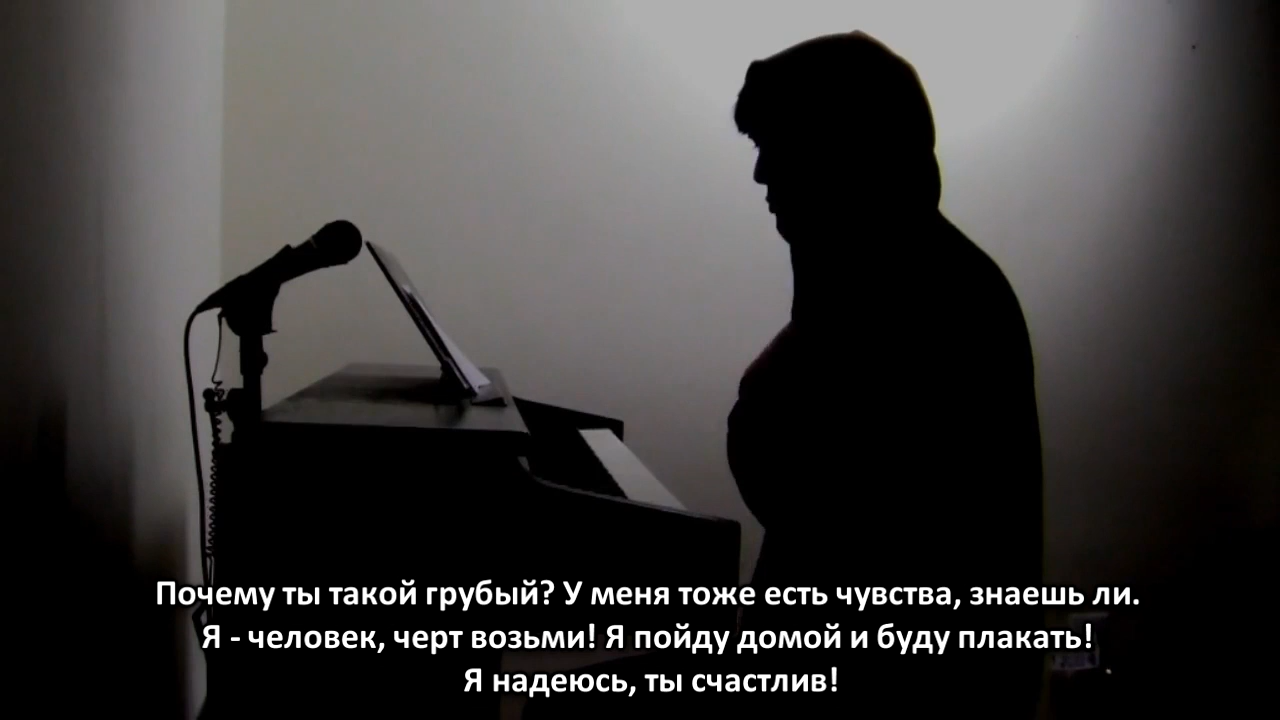 Почему ты такой грубый? У меня тоже есть чувства, знаешь ли.
Я - человек, черт возьми! Я пойду домой и буду плакать!
Я надеюсь, ты счастлив!